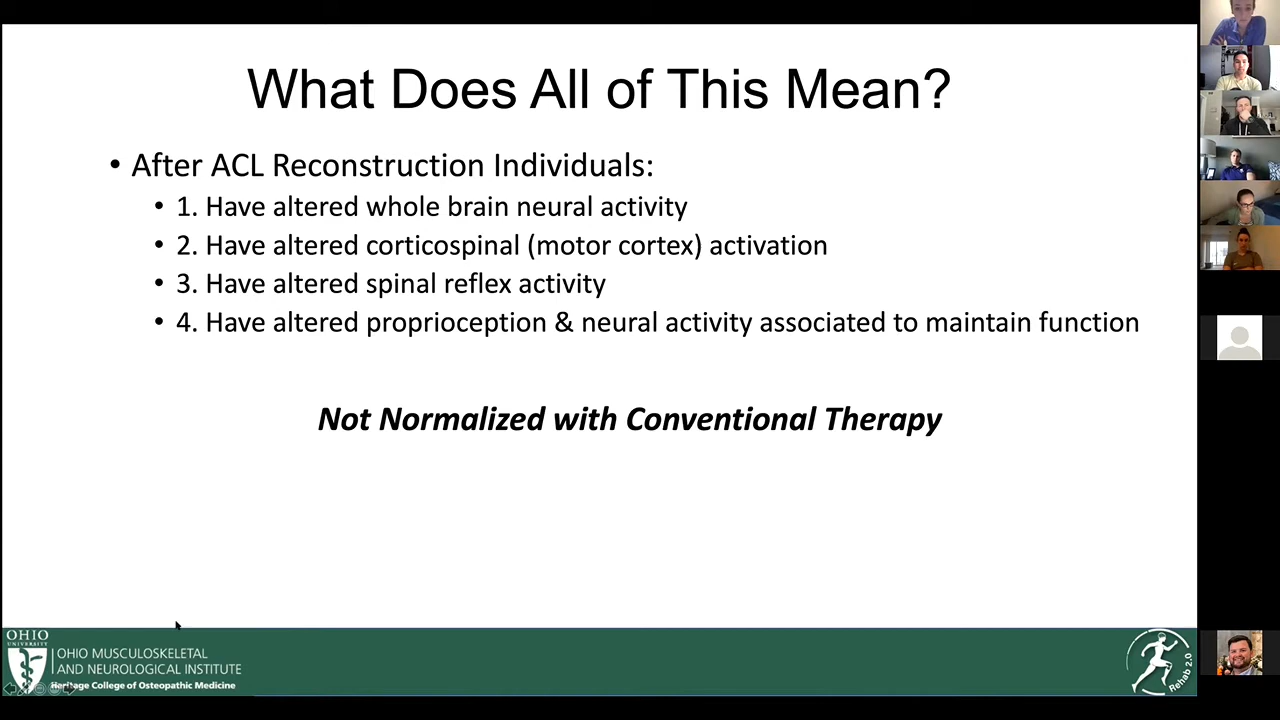 What Does All of This Mean?
• After ACL Reconstruction Individuals:
• 1. Have altered whole brain neural activity
• 2. Have altered corticospinal (motor cortex) activation
• 3. Have altered spinal reflex activity
• 4. Have altered proprioception & neural activity associated to maintain function
Not Normalized with Conventional Therapy
OHIO
UNIVERSITY
OHIO MUSCULOSKELETAL
AND NEUROLOGICAL INSTITUTE
Heritage College of Osteopathic Medicine
Rehab 2.0